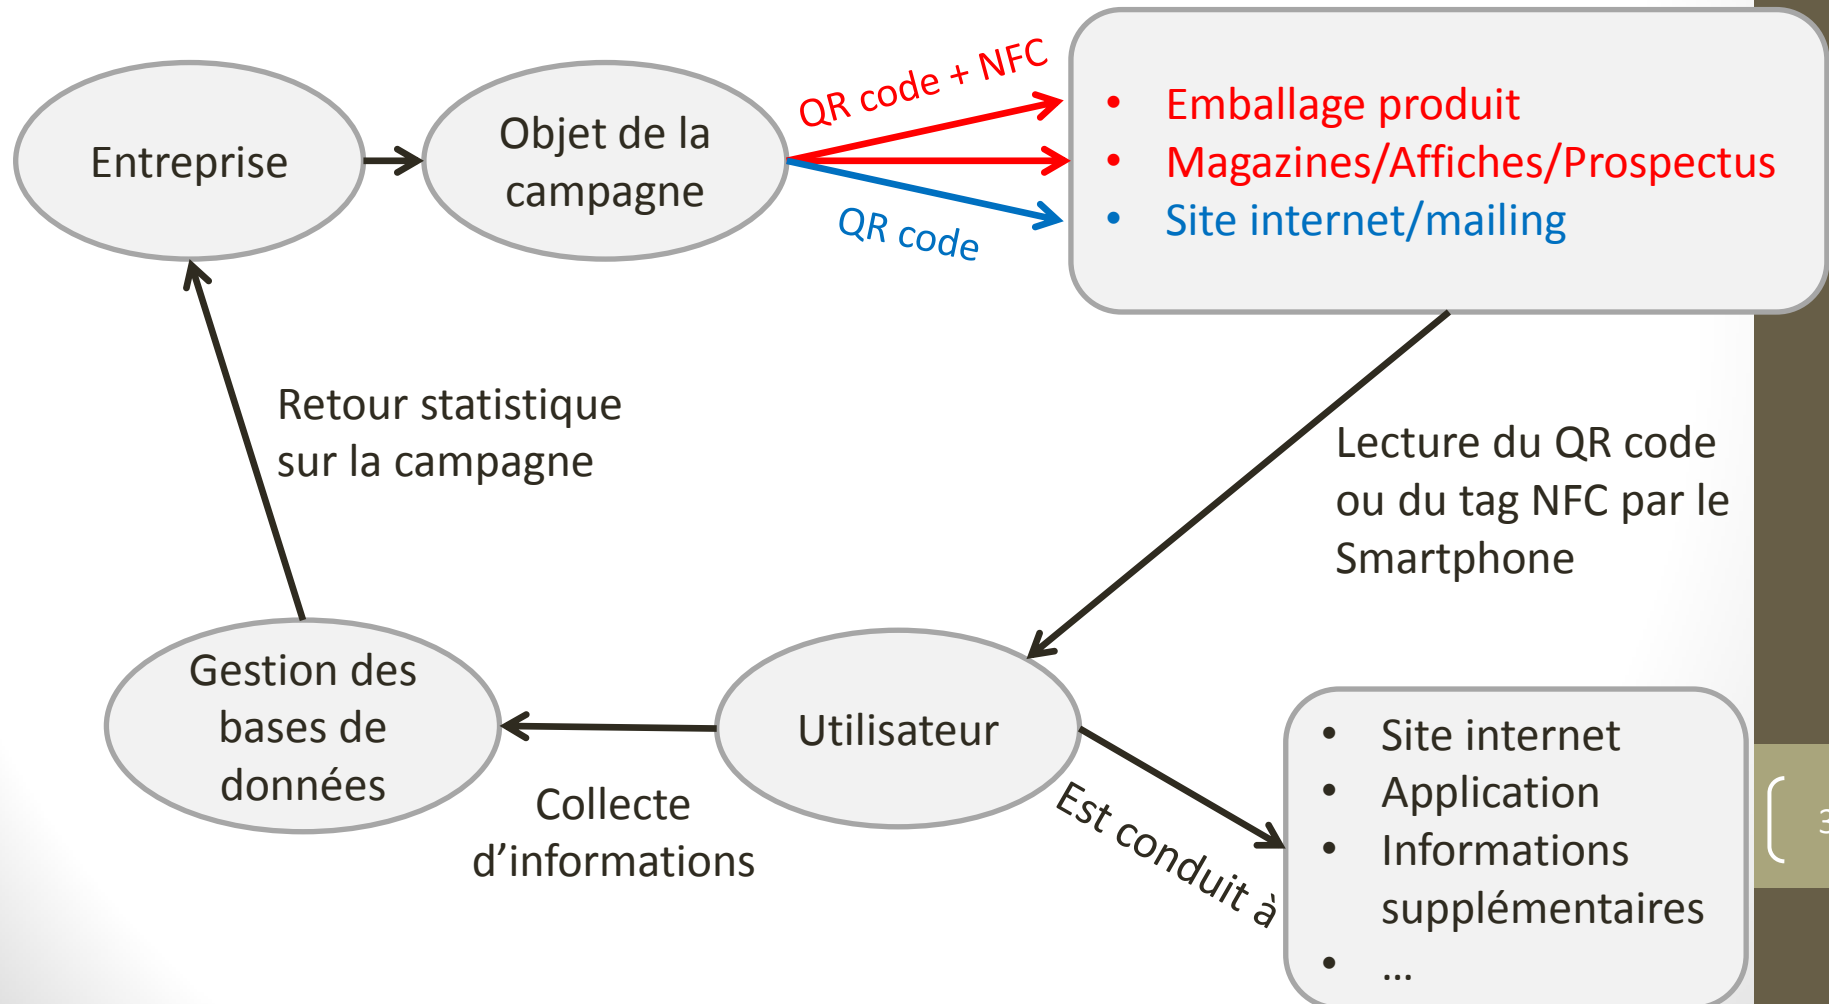 Entreprise
Objet de la
campagne
QR code + NFC
QR code
• Emballage produit
• Magazines/Affiches/Prospectus
• Site internet/mailing
Retour statistique
sur la campagne
Lecture du QR code
ou du tag NFC par le
Smartphone
Gestion des
bases de
données
Collecte
d’informations
Utilisateur
Est conduit à
• Site internet
• Application
• Informations
supplémentaires
• ...